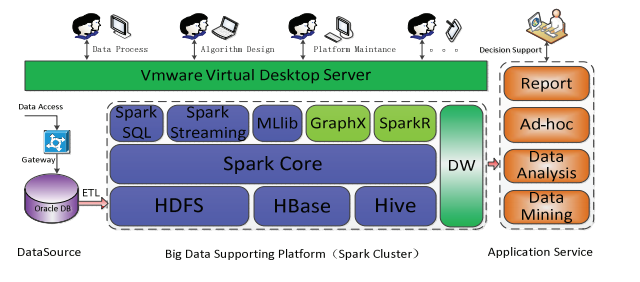 Data Process
Algorithm Design
Platform Maintance
。。。
Decision Support
Vmware Virtual Desktop Server
Data Access
Gateway
Oracle DB
ETL
Spark
SQL
Spark
Streaming
MLlib
GraphX
SparkR
Spark Core
HDFS
HBase
Hive
DW
Report
Ad-hoc
Data
Analysis
Data
Mining
DataSource
Big Data Supporting Platform（Spark Cluster）
Application Service